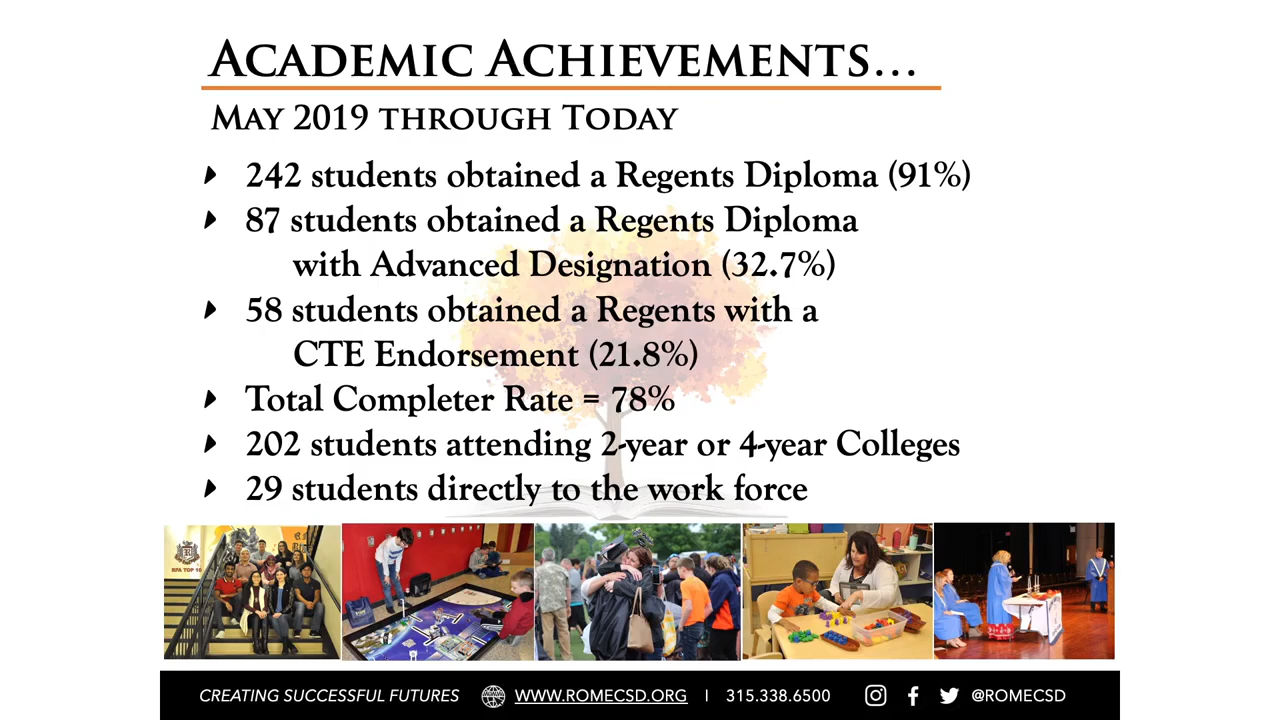 ACADEMIC ACHIEVEMENTS...
MAY 2019 THROUGH TODAY
242 students obtained a Regents Diploma (91%)
87 students obtained a Regents Diploma
with Advanced Designation (32.7%)
58 students obtained a Regents with a
CTE Endorsement (21.8%)
Total Completer Rate = 78%
202 students attending 2-year or 4-year Colleges
29 students directly to the work force
RFA TOP 10
CREATING SUCCESSFUL FUTURES WWW.ROMECSD.ORG | 315.338.6500 @ROMECSD